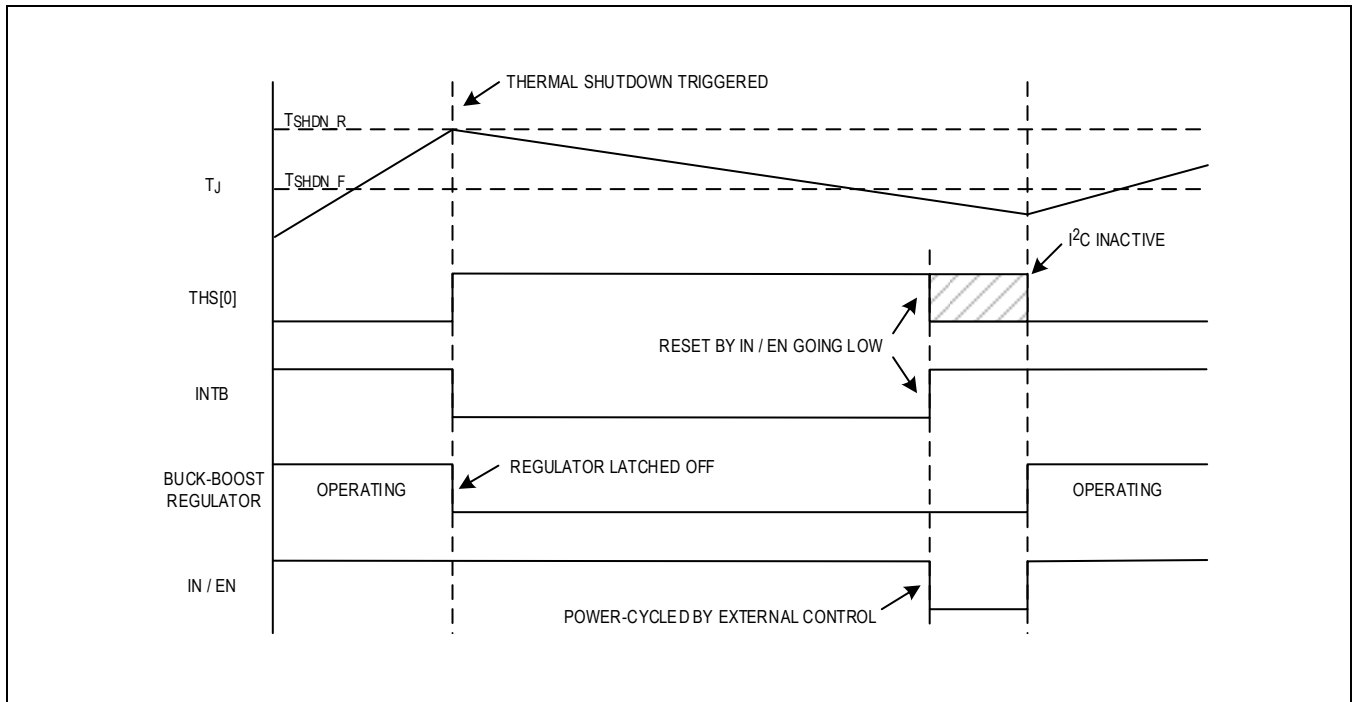 THERMAL SHUTDOWN TRIGGERED
TSHDN_R
TJ
TSHDN_F
I2C INACTIVE
THS[0]
RESET BY IN / EN GOING LOW
INTB
REGULATOR LATCHED OFF
BUCK-BOOST
REGULATOR
OPERATING
OPERATING
IN / EN
POWER-CYCLED BY EXTERNAL CONTROL